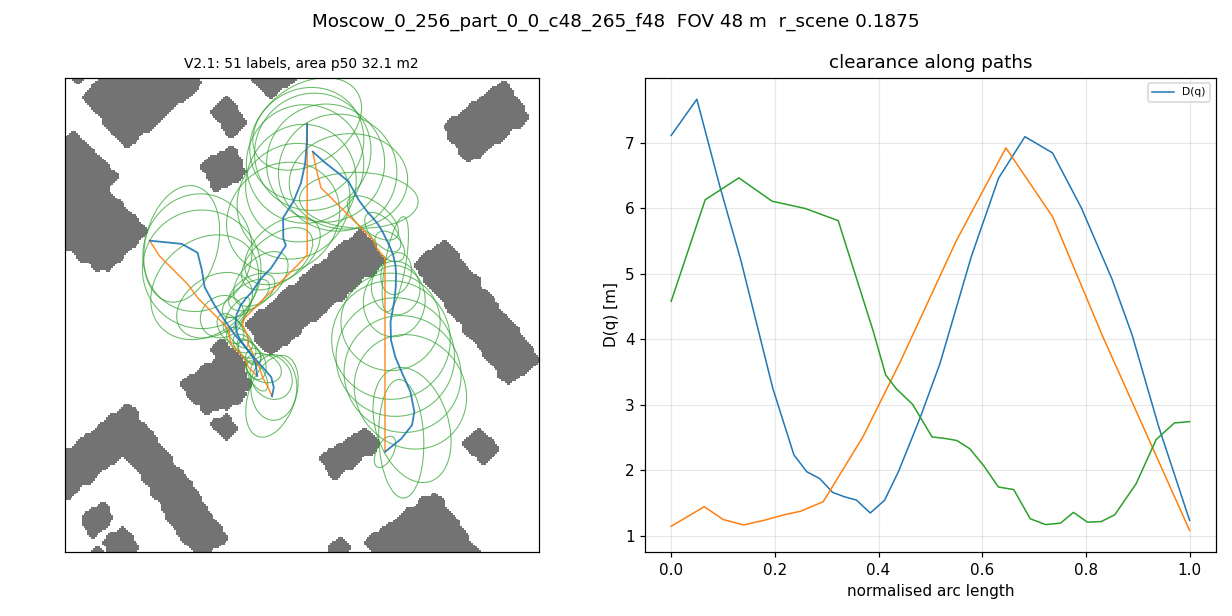 Moscow_0_256_part_0_0_c48_265_f48  FOV 48 m  r_scene 0.1875
V2.1: 51 labels, area p50 32.1 m2
clearance along paths
D(q)
7
6
5
4
3
2
1
D(q) [m]
0.0 0.2 0.4 0.6 0.8 1.0
normalised arc length